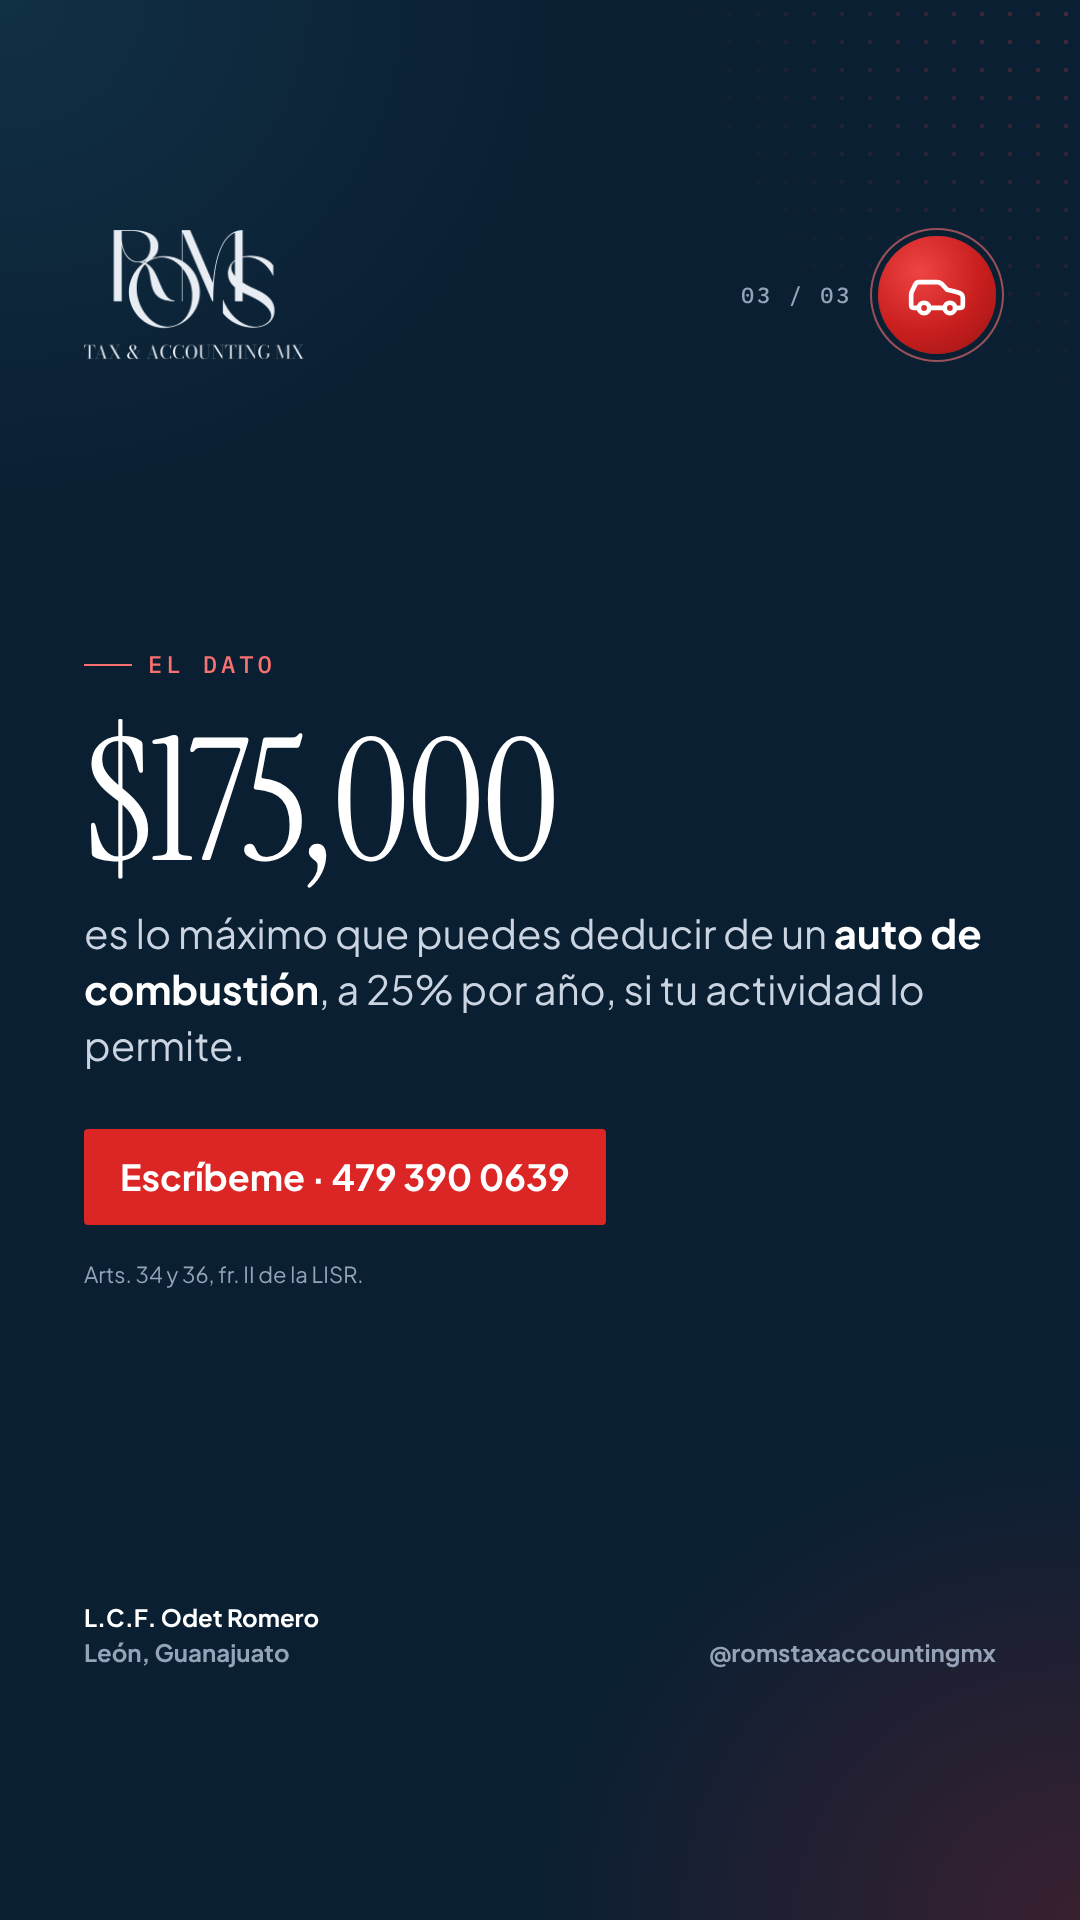 ROMS
TAX & ACCOUNTING MX
03 / 03
EL DATO
$175,000
es lo máximo que puedes deducir de un auto de
combustión, a 25% por año, si tu actividad lo
permite.
Escríbeme · 479 390 0639
Arts. 34 y 36, fr. II de la LISR.
L.C.F. Odet Romero
León, Guanajuato
@romstaxaccountingmx